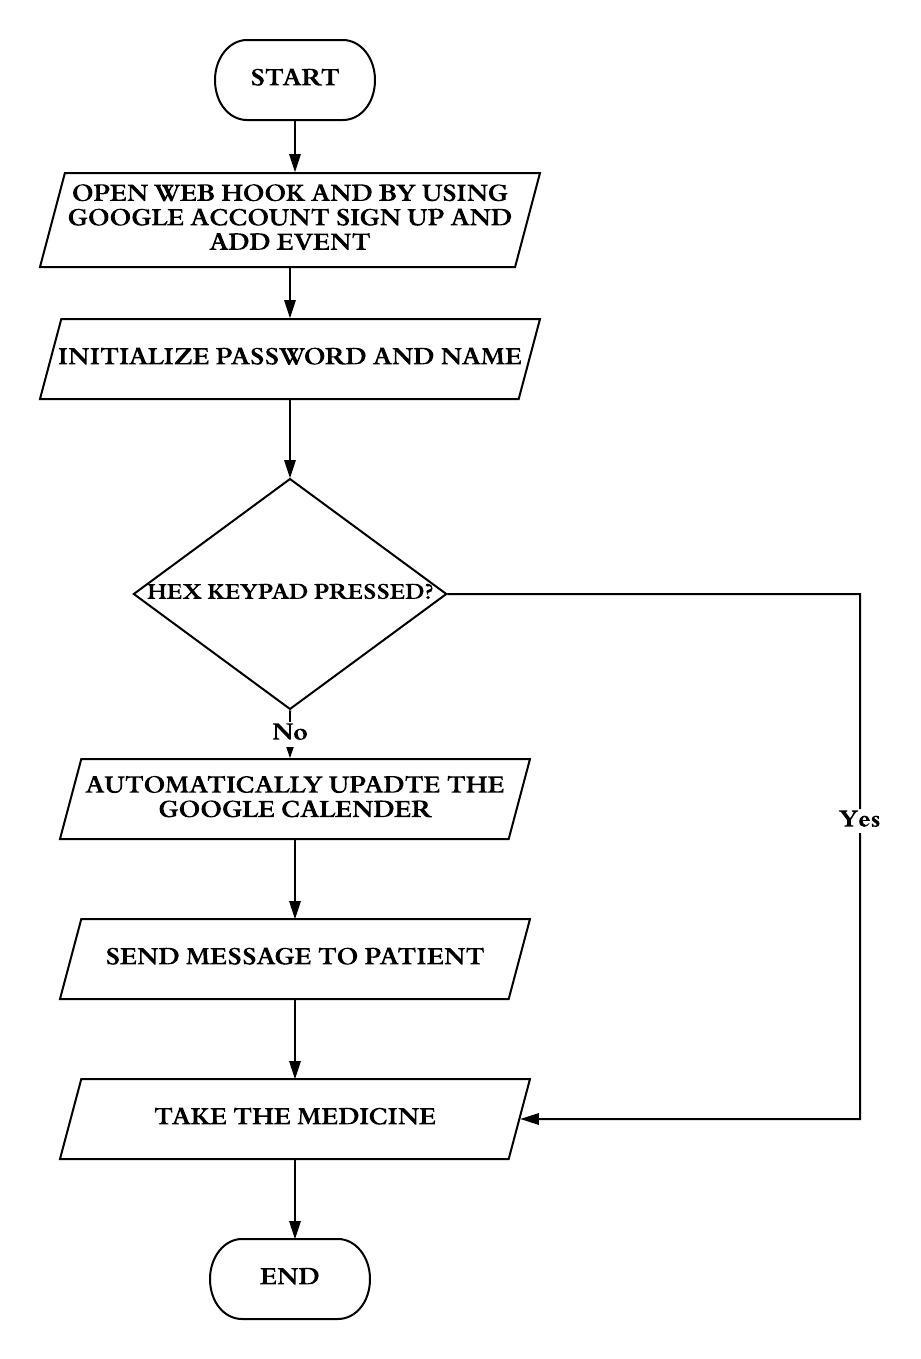 START
OPEN WEB HOOK AND BY USING
GOOGLE ACCOUNT SIGN UP AND
ADD EVENT
INITIALIZE PASSWORD AND NAME
HEX KEYPAD PRESSED?
No
AUTOMATICALLY UPADTE THE
GOOGLE CALENDER
Yes
SEND MESSAGE TO PATIENT
TAKE THE MEDICINE
END